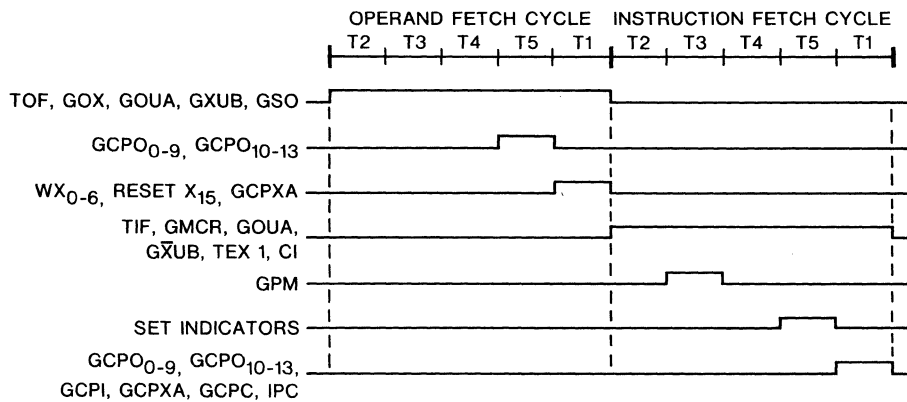 OPERAND FETCH CYCLE INSTRUCTION FETCH CYCLE
T2 T3 T4 T5 T1 T2 T3 T4 T5 T1
TOF, GOX, GOUA, GXUB, GSO
GCPO0-9, GCPO10-13
WX0-6, RESET X15, GCPXA
TIF, GMCR, GOUA,
GX̅UB, TEX 1, CI
GPM
SET INDICATORS
GCPO0-9, GCPO10-13,
GCPI, GCPXA, GCPC, IPC